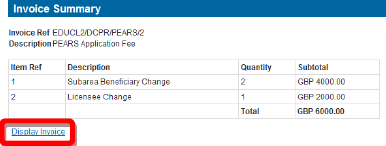 Invoice Summary
Invoice Ref EDUCL2/DCPR/PEARS/2
Description PEARS Application Fee
Item Ref Description Quantity Subtotal
1 Subarea Beneficiary Change 2 GBP 4000.00
2 Licensee Change 1 GBP 2000.00
Total GBP 6000.00
Display Invoice